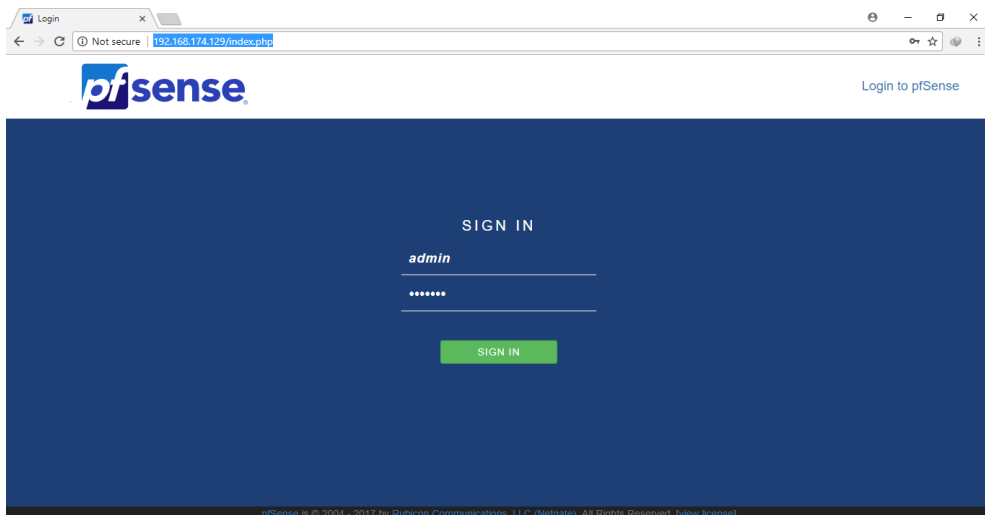 Login
Not secure | 192.168.174.129/index.php
pfsense
Login to pfSense
SIGN IN
admin
•••••••
SIGN IN
pfSense is © 2004 - 2017 by Rubicon Communications, LLC (Netgate). All Rights Reserved. [view license]